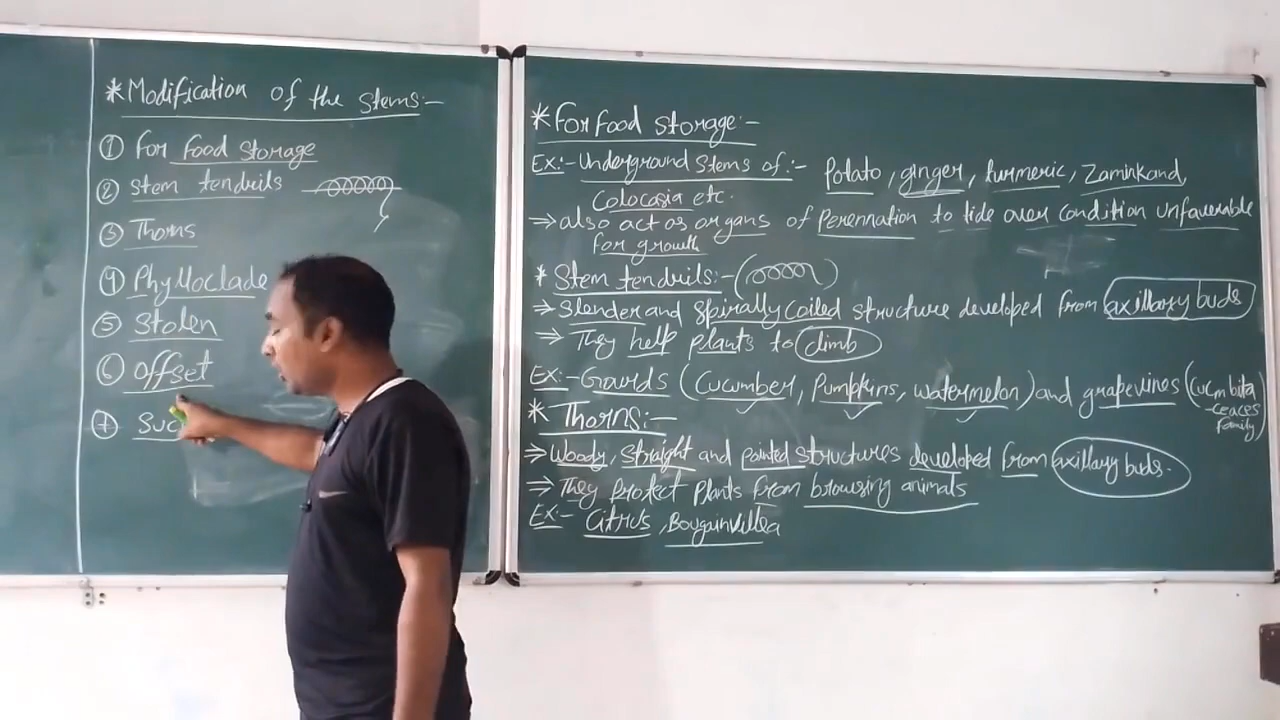 *Modification of the stems:-
① For food storage
② Stem tendrils
③ Thorns
④ Phylloclade
⑤ Stolen
⑥ Offset
⑦ Suc
*For food storage:-
Ex:- Underground stems of:- Potato, ginger, turmeric, Zaminkand,
Colocasia etc.
⇒ also act as organs of perennation to tide over condition unfaverable
for growth
* Stem tendrils:-
⇒ Slender and spirally coiled structure developed from axillary buds
⇒ They help plants to climb
Ex:- Gourds (Cucumber, Pumpkins, watermelon) and grapevines (cucurbita
-ceaces
family)
* Thorns:-
⇒ Woody, straight and pointed structures developed from axillary buds.
⇒ They protect plants from browsing animals
Ex:- Citrus, Bougainvillea